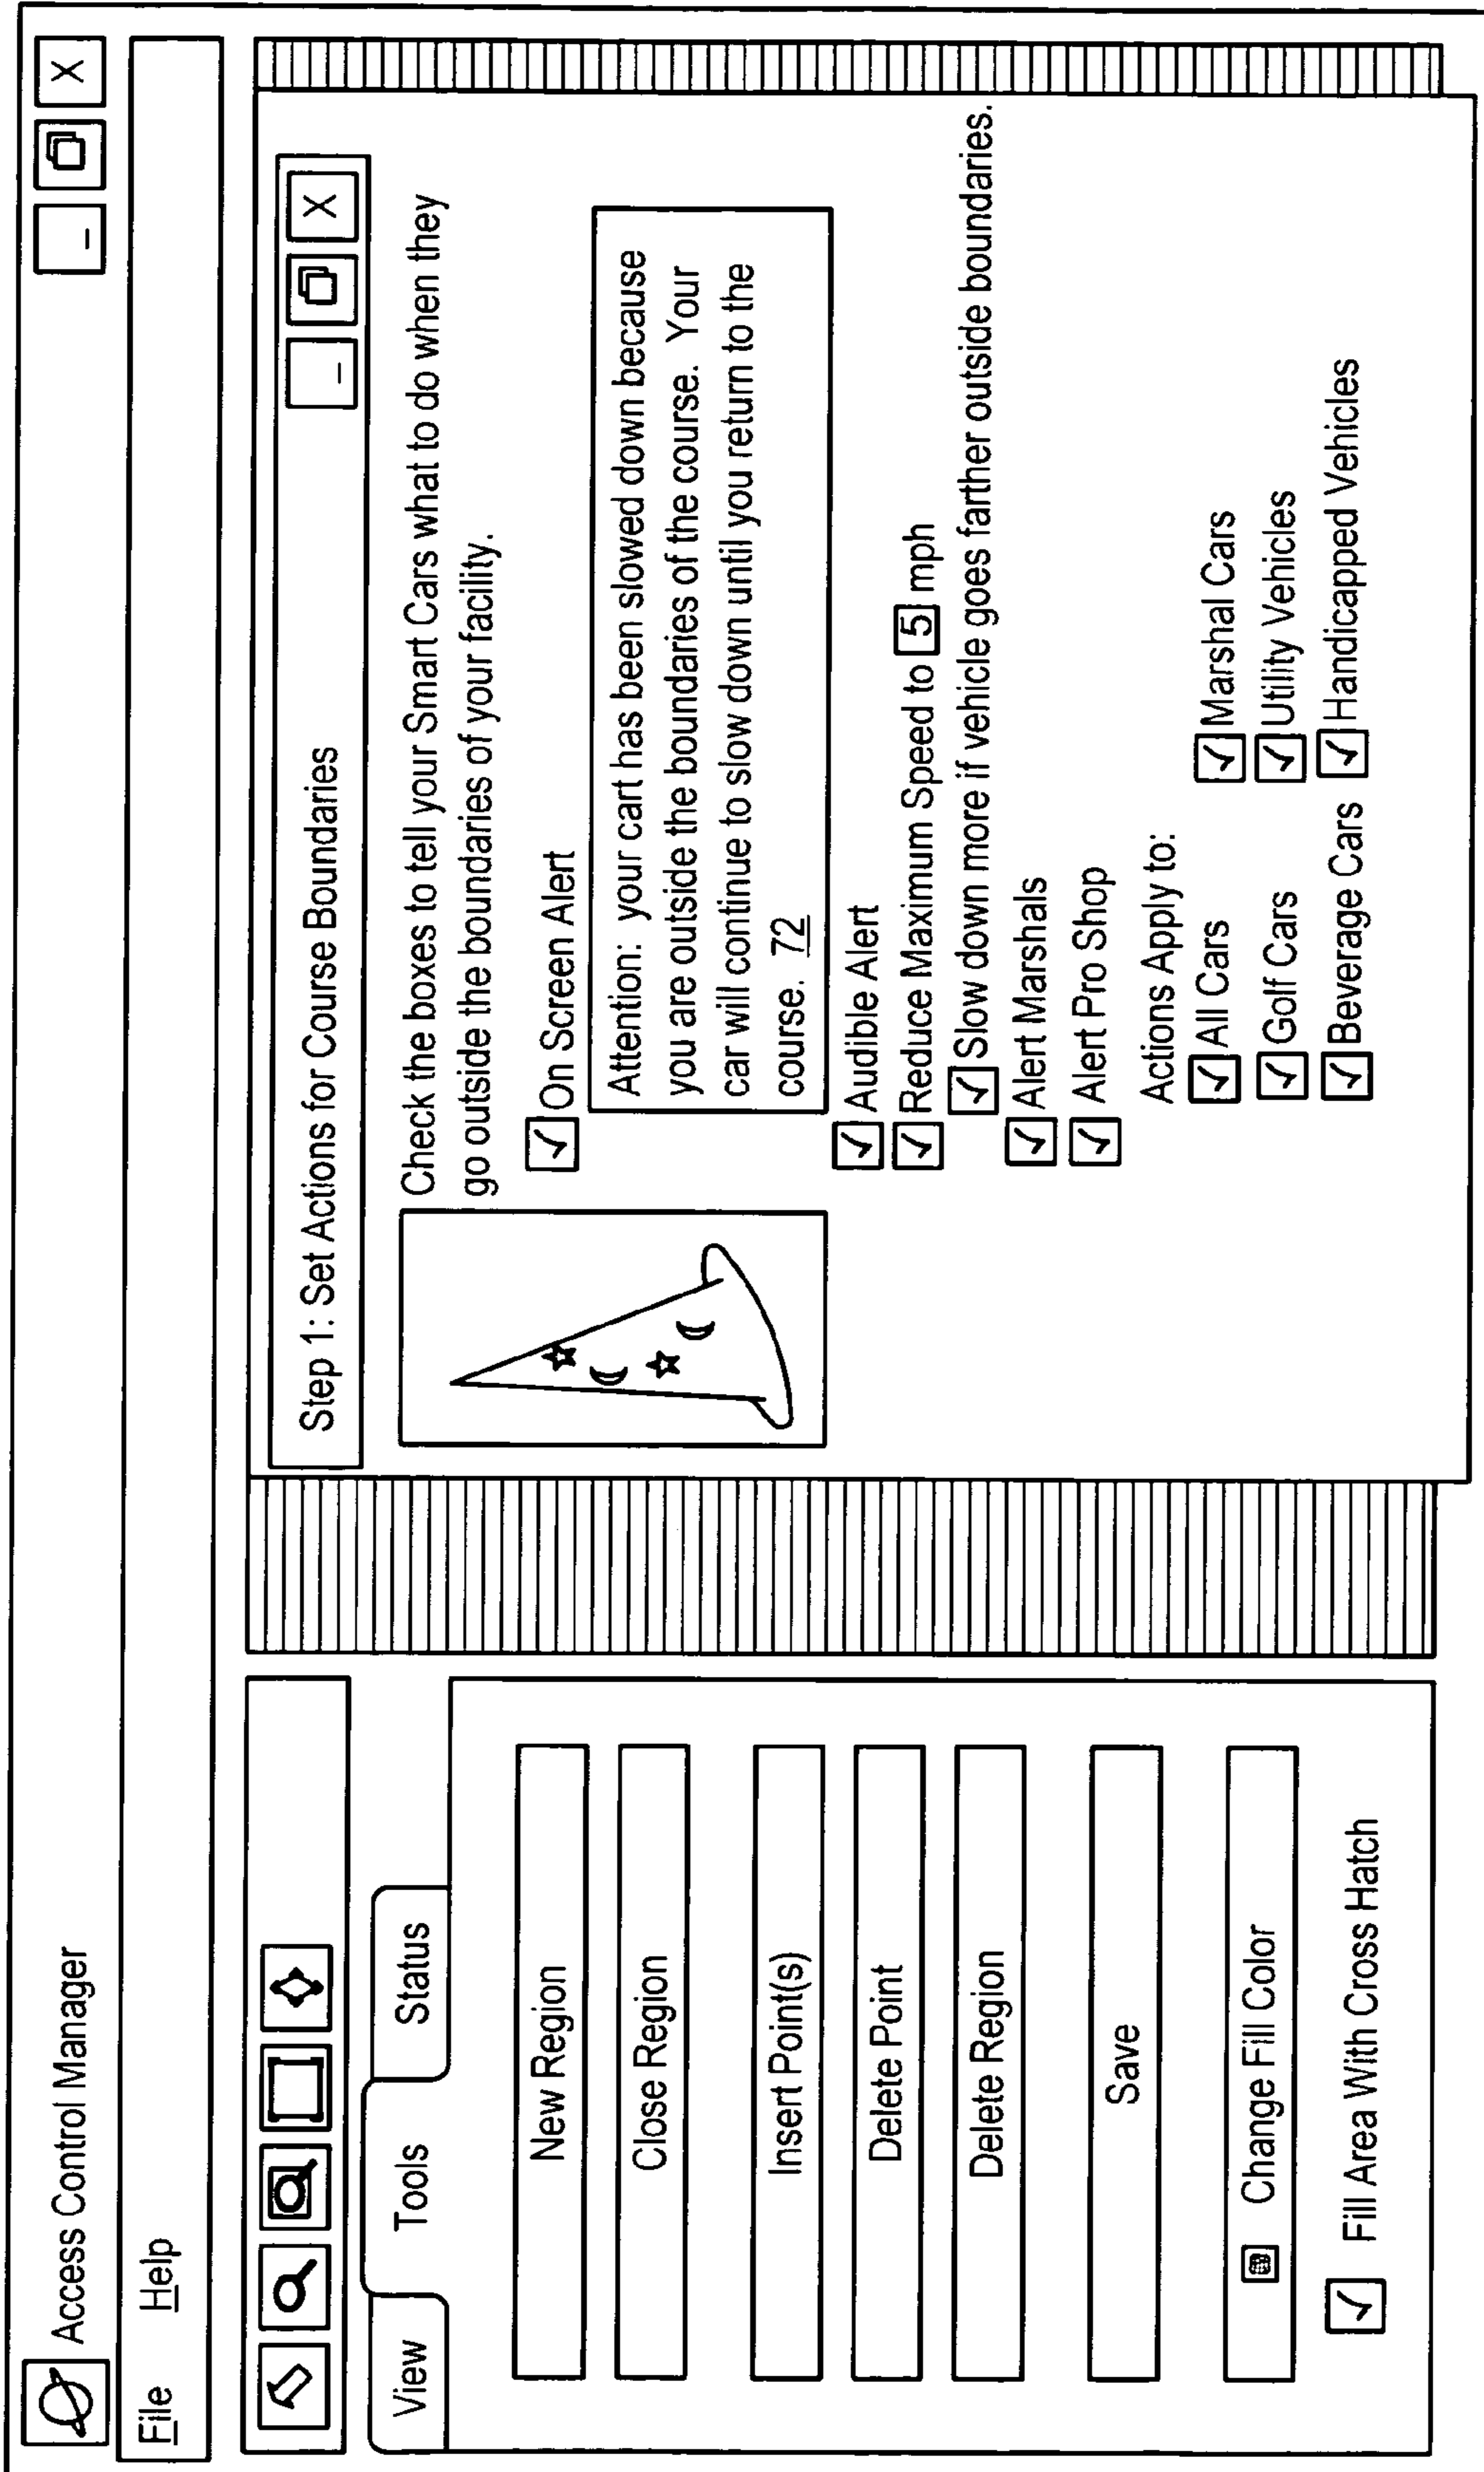 Access Control Manager
File Help
View Tools Status
New Region
Close Region
Insert Point(s)
Delete Point
Delete Region
Save
Change Fill Color
Fill Area With Cross Hatch
Step 1: Set Actions for Course Boundaries
Check the boxes to tell your Smart Cars what to do when they
go outside the boundaries of your facility.
On Screen Alert
Attention: your cart has been slowed down because
you are outside the boundaries of the course. Your
car will continue to slow down until you return to the
course. 72
Audible Alert
Reduce Maximum Speed to 5 mph
Slow down more if vehicle goes farther outside boundaries.
Alert Marshals
Alert Pro Shop
Actions Apply to:
All Cars Marshal Cars
Golf Cars Utility Vehicles
Beverage Cars Handicapped Vehicles